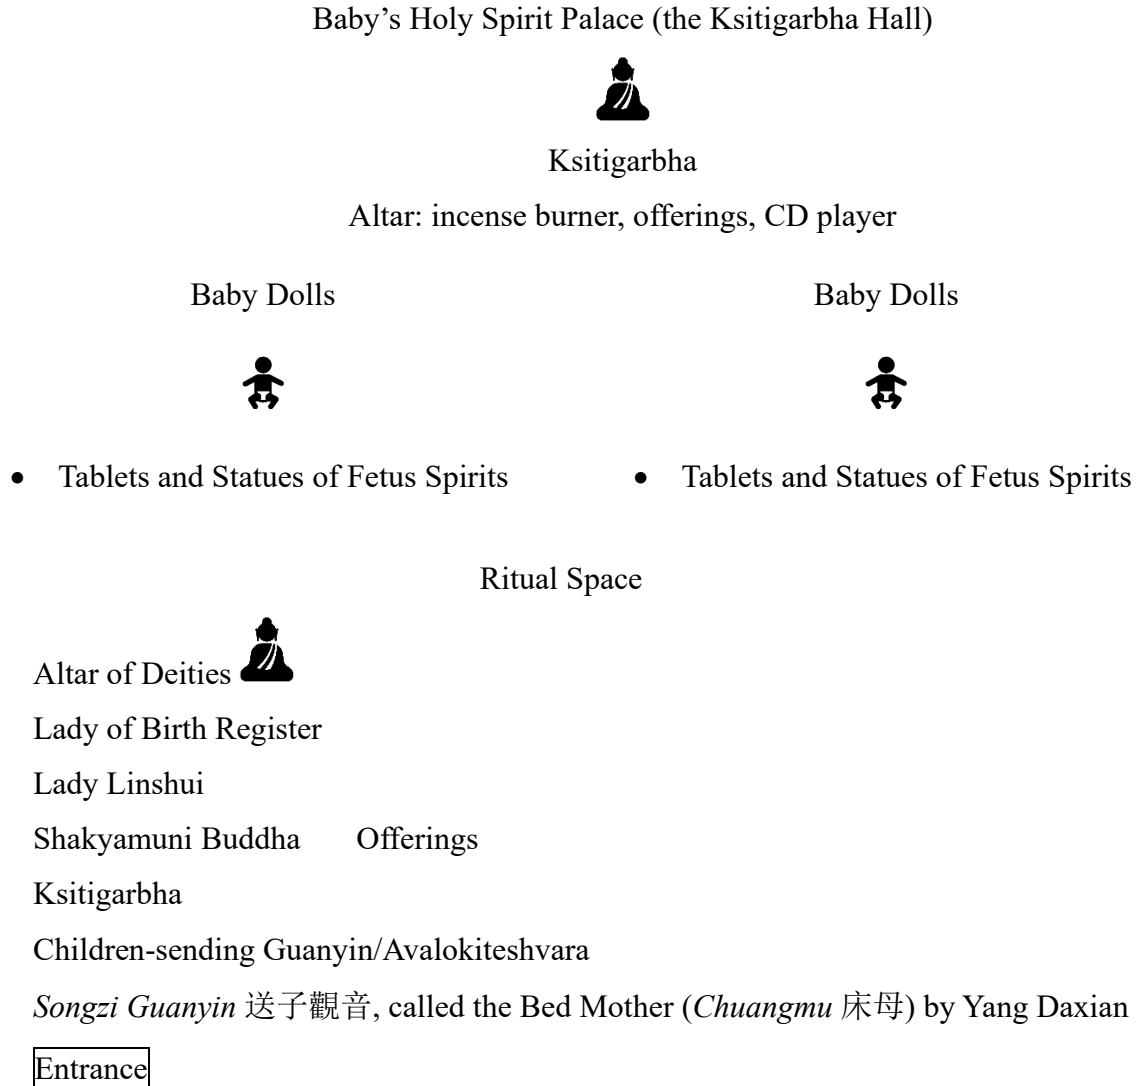 Baby’s Holy Spirit Palace (the Ksitigarbha Hall)
Ksitigarbha
Altar: incense burner, offerings, CD player
Baby Dolls
Baby Dolls
• Tablets and Statues of Fetus Spirits
• Tablets and Statues of Fetus Spirits
Ritual Space
Altar of Deities
Lady of Birth Register
Lady Linshui
Shakyamuni Buddha Offerings
Ksitigarbha
Children-sending Guanyin/Avalokiteshvara
Songzi Guanyin 送子觀音, called the Bed Mother (Chuangmu 床母) by Yang Daxian
Entrance